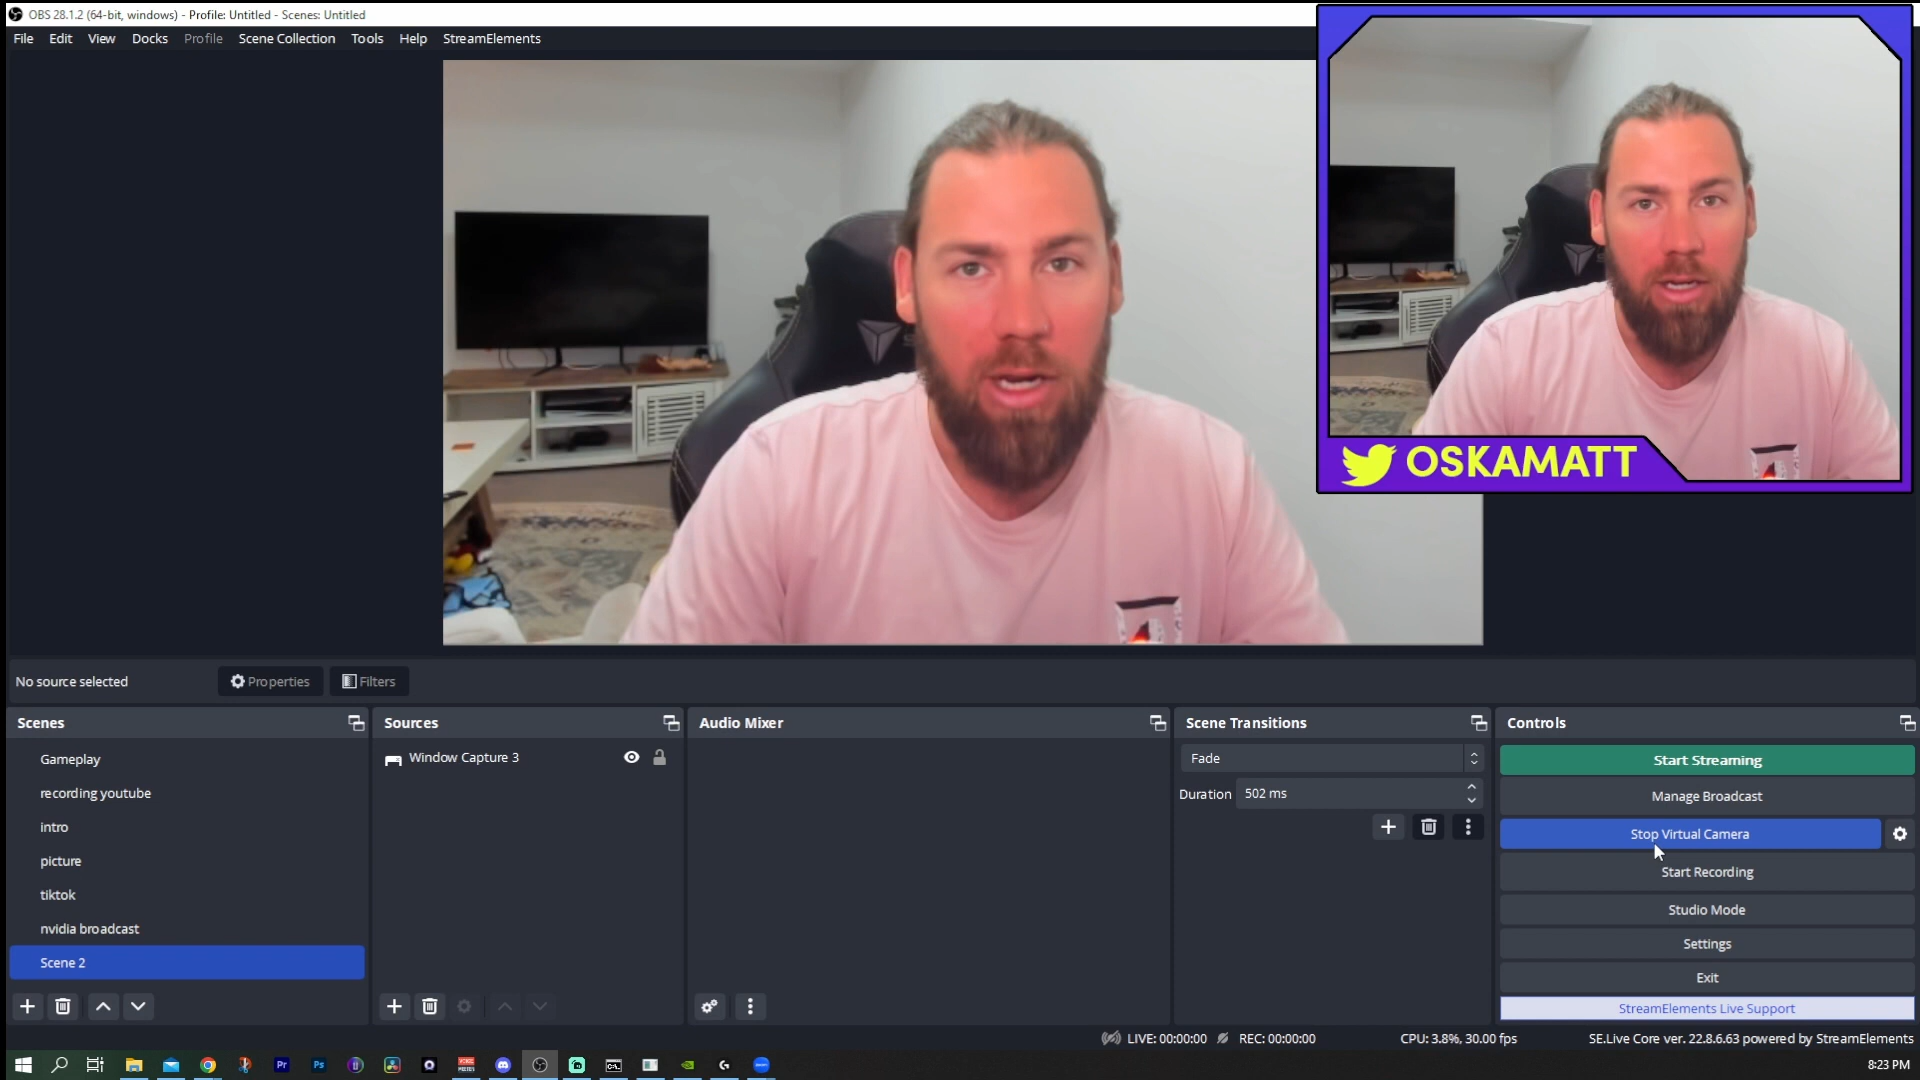 OBS 28.1.2 (64-bit, windows) - Profile: Untitled - Scenes: Untitled
File Edit View Docks Profile Scene Collection Tools Help StreamElements
OSKAMATT
No source selected Properties Filters
Scenes Sources Audio Mixer Scene Transitions Controls
Gameplay
recording youtube
intro
picture
tiktok
nvidia broadcast
Scene 2
Window Capture 3
Fade
Duration 502 ms
Start Streaming
Manage Broadcast
Stop Virtual Camera
Start Recording
Studio Mode
Settings
Exit
StreamElements Live Support
LIVE: 00:00:00 REC: 00:00:00 CPU: 3.8%, 30.00 fps SE.Live Core ver. 22.8.6.63 powered by StreamElements
Pr Ps
8:23 PM